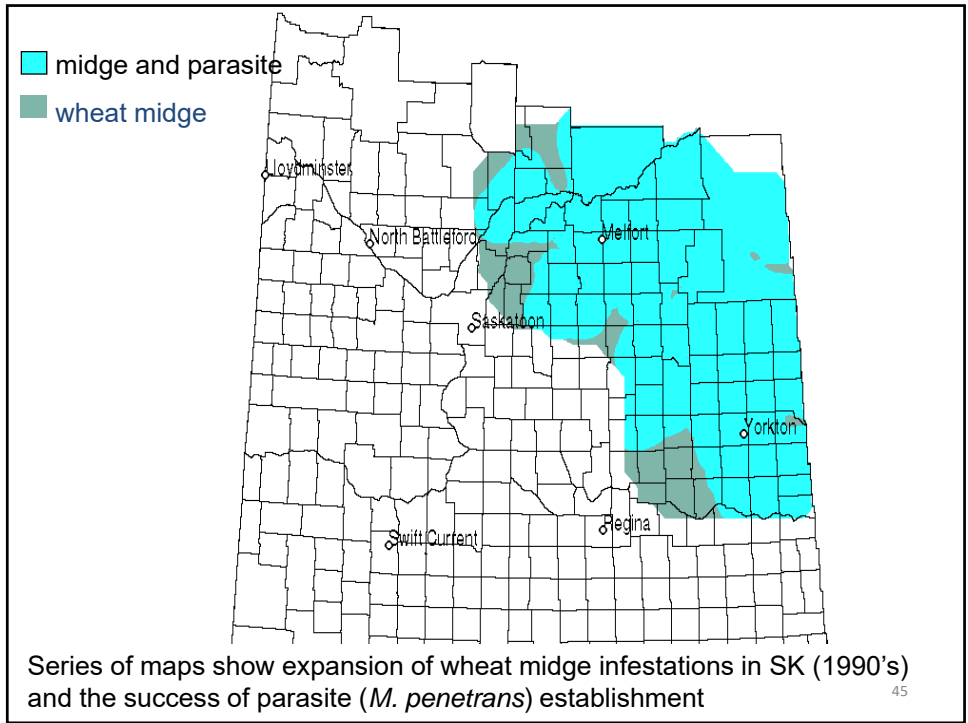 midge and parasite
wheat midge
Lloydminster
North Battleford
Melfort
Saskatoon
Yorkton
Regina
Swift Current
Series of maps show expansion of wheat midge infestations in SK (1990's)
and the success of parasite (M. penetrans) establishment
45